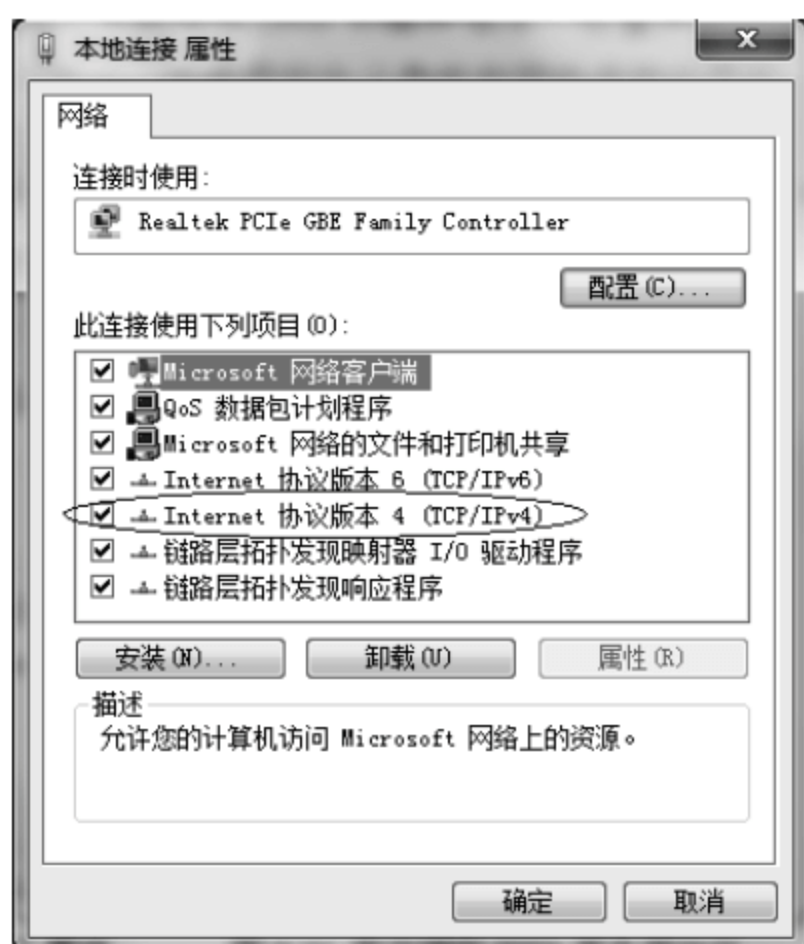 本地连接 属性
网络
连接时使用:
Realtek PCIe GBE Family Controller
配置(C)...
此连接使用下列项目(O):
Microsoft 网络客户端
QoS 数据包计划程序
Microsoft 网络的文件和打印机共享
Internet 协议版本 6 (TCP/IPv6)
Internet 协议版本 4 (TCP/IPv4)
链路层拓扑发现映射器 I/O 驱动程序
链路层拓扑发现响应程序
安装(N)... 卸载(U) 属性(R)
描述
允许您的计算机访问 Microsoft 网络上的资源。
确定 取消